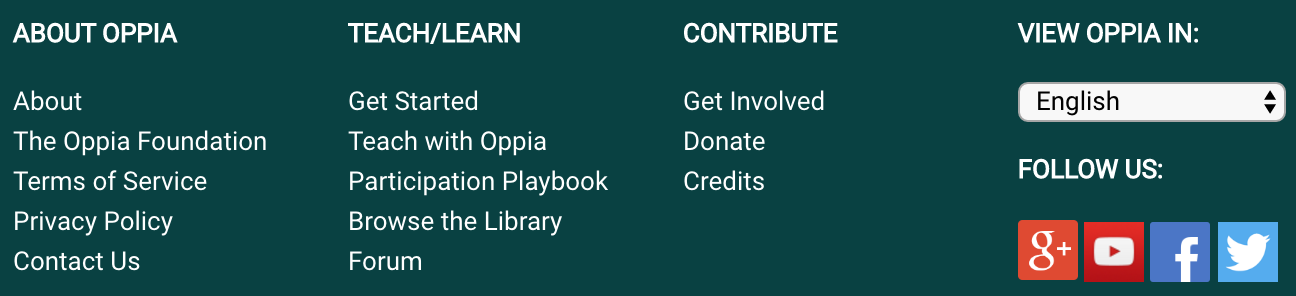 ABOUT OPPIA
About
The Oppia Foundation
Terms of Service
Privacy Policy
Contact Us
TEACH/LEARN
Get Started
Teach with Oppia
Participation Playbook
Browse the Library
Forum
CONTRIBUTE
Get Involved
Donate
Credits
VIEW OPPIA IN:
English
FOLLOW US:
g+
f